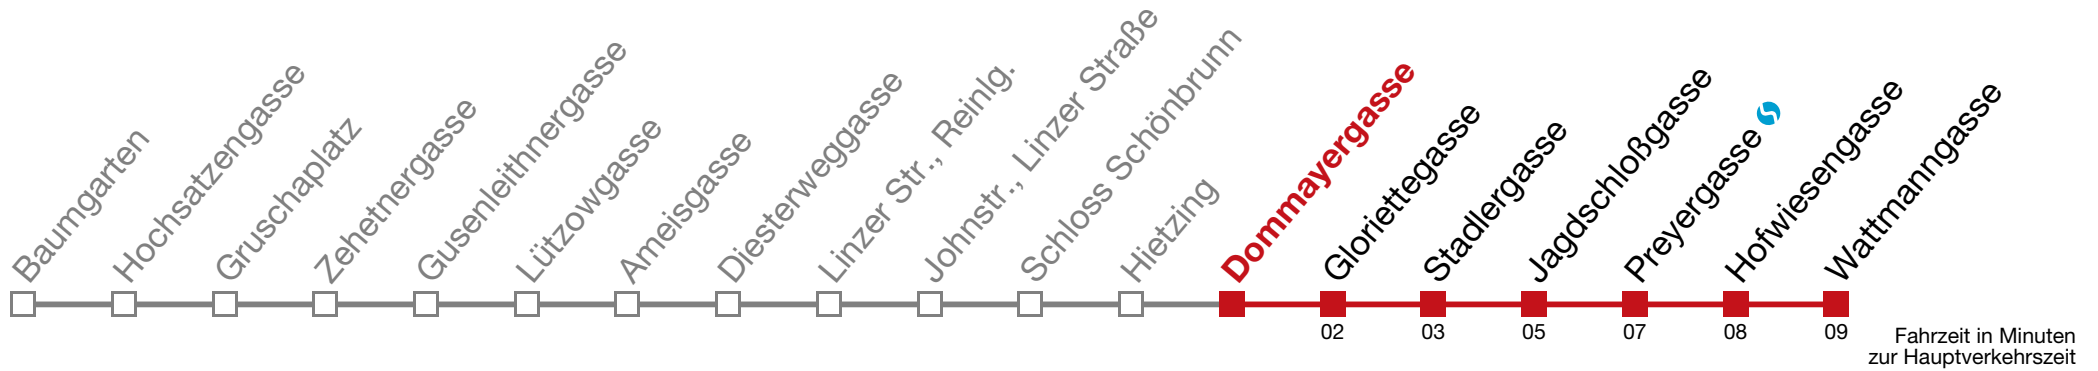 Baumgarten
Hochsatzengasse
Gruschaplatz
Zehetnergasse
Gusenleithnergasse
Lützowgasse
Ameisgasse
Diesterweggasse
Linzer Str., Reinlg.
Johnstr., Linzer Straße
Schloss Schönbrunn
Hietzing
Dommayergasse
Gloriettegasse
Stadlergasse
Jagdschloßgasse
Preyergasse
Hofwiesengasse
Wattmanngasse
02 03 05 07 08 09
Fahrzeit in Minuten
zur Hauptverkehrszeit